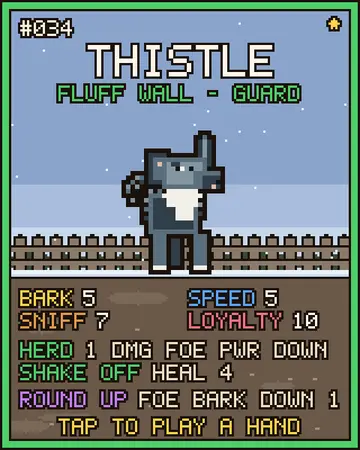 #034
THISTLE
FLUFF WALL - GUARD
BARK 5 SPEED 5
SNIFF 7 LOYALTY 10
HERD 1 DMG FOE PWR DOWN
SHAKE OFF HEAL 4
ROUND UP FOE BARK DOWN 1
TAP TO PLAY A HAND